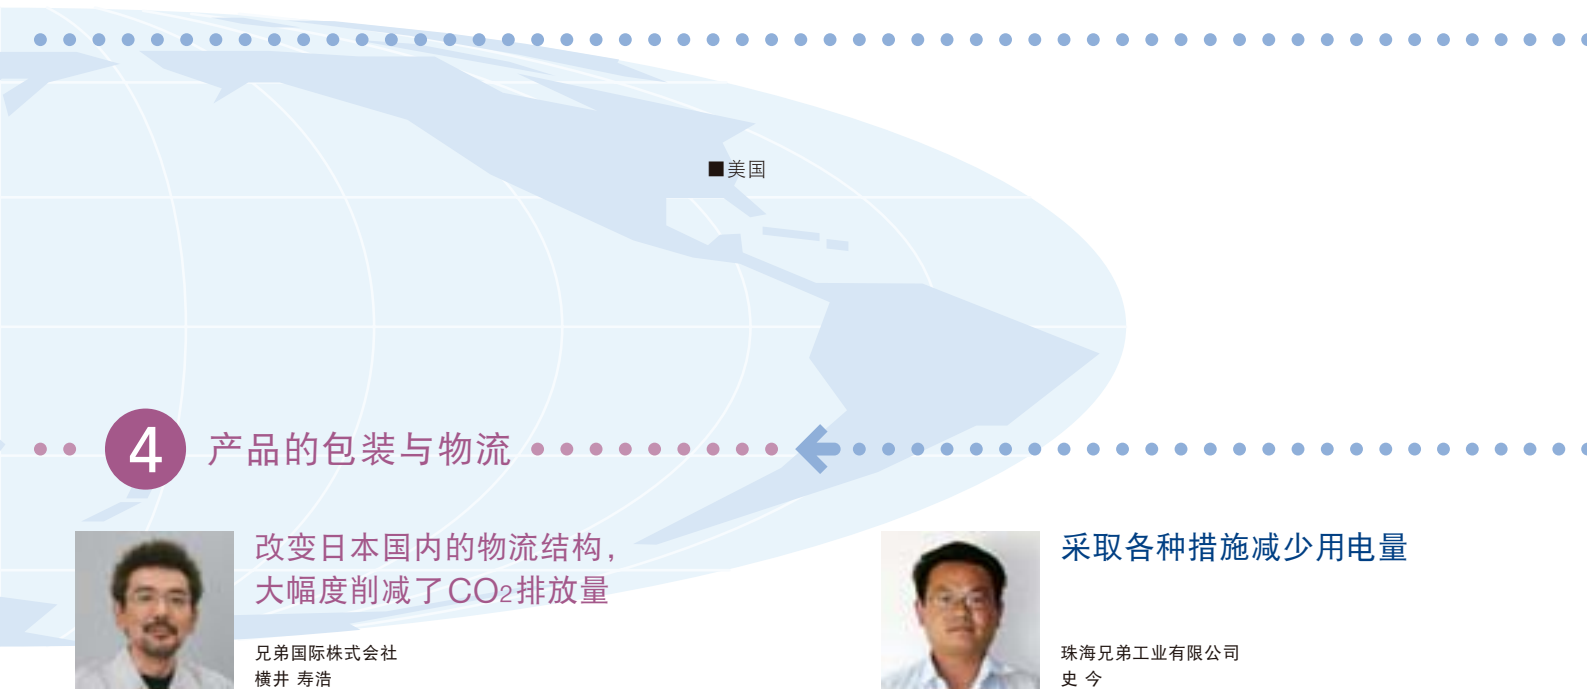 ■美国
4 产品的包装与物流
改变日本国内的物流结构，
大幅度削减了CO2排放量
兄弟国际株式会社
横井 寿浩
采取各种措施减少用电量
珠海兄弟工业有限公司
史 今